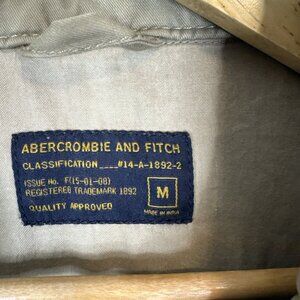 ABERCROMBIE AND FITCH
CLASSIFICATION____#14-A-1892-2
ISSUE No. F(15-01-08)
REGISTERED TRADEMARK 1892
QUALITY APPROVED
M
MADE IN INDIA